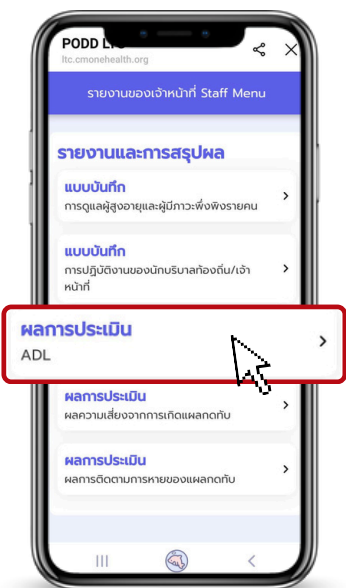 PODD LTC
ltc.cmonehealth.org
รายงานของเจ้าหน้าที่ Staff Menu
รายงานและการสรุปผล
แบบบันทึก
การดูแลผู้สูงอายุและผู้มีภาวะพึ่งพิงรายคน
แบบบันทึก
การปฏิบัติงานของนักบริบาลท้องถิ่น/เจ้า
หน้าที่
ผลการประเมิน
ADL
ผลการประเมิน
ผลความเสี่ยงจากการเกิดแผลกดทับ
ผลการประเมิน
ผลการติดตามการหายของแผลกดทับ